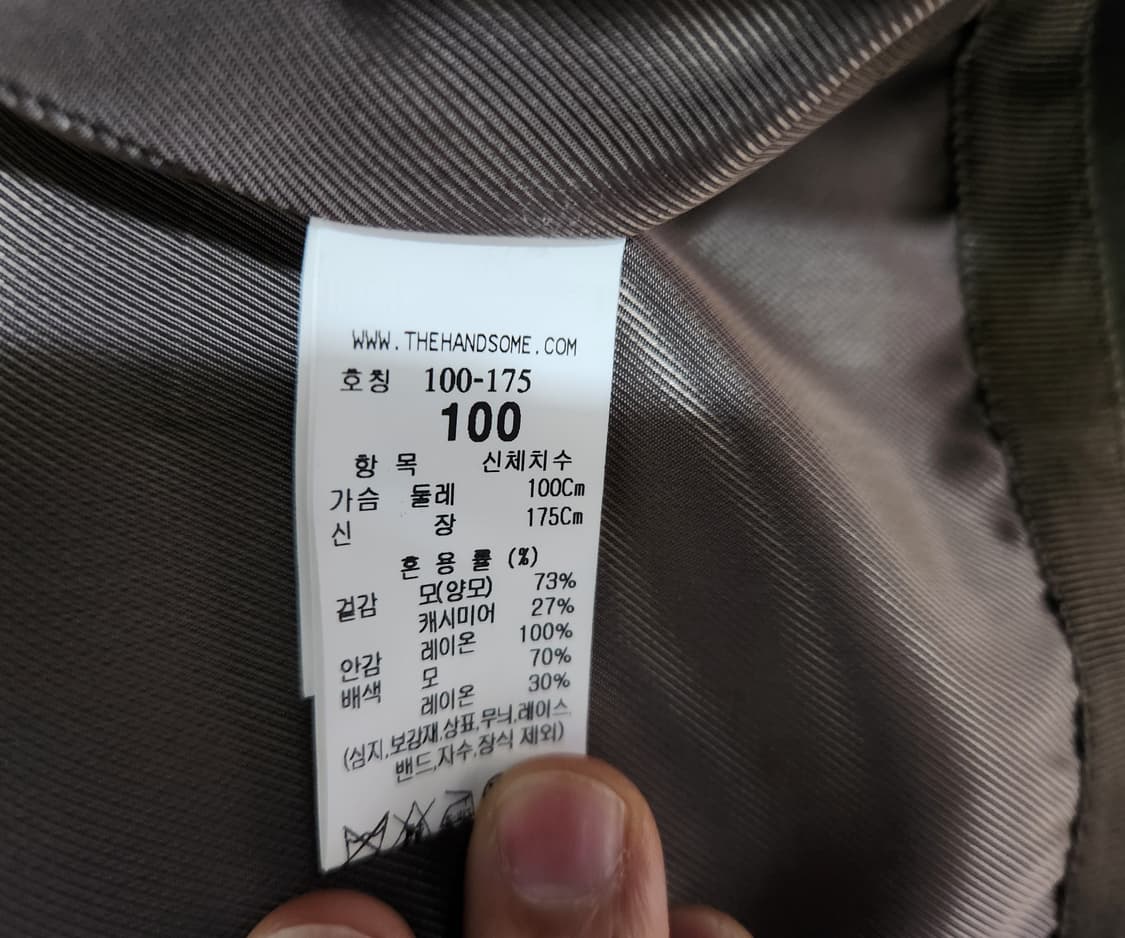 WWW.THEHANDSOME.COM
호칭 100-175
100
항 목 신체치수
가슴 둘레 100Cm
신 장 175Cm
혼 용 률 (%)
겉감 모(양모) 73%
캐시미어 27%
안감 레이온 100%
배색 모 70%
레이온 30%
(심지,보강재,상표,무늬,레이스,
밴드,자수,장식 제외)